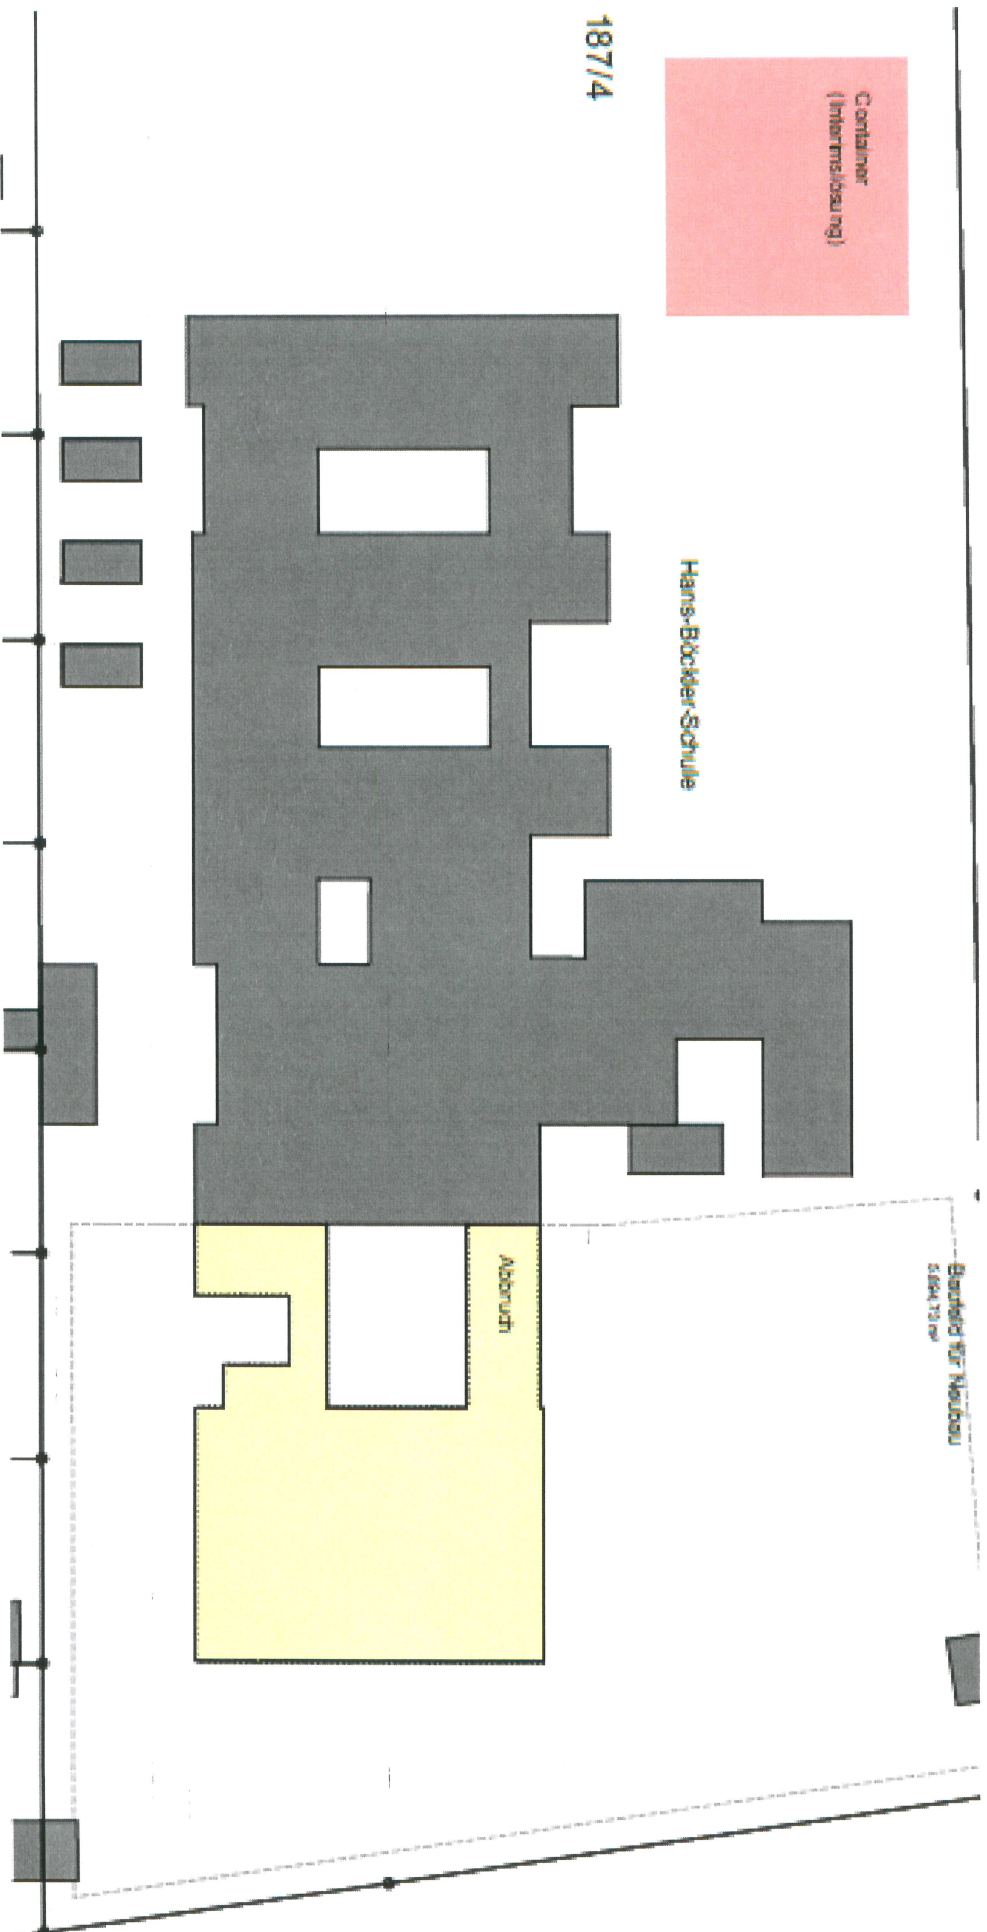 187/4
Container
(Interimslösung)
Hans-Böckler-Schule
Abbruch
Baufeld für Neubau